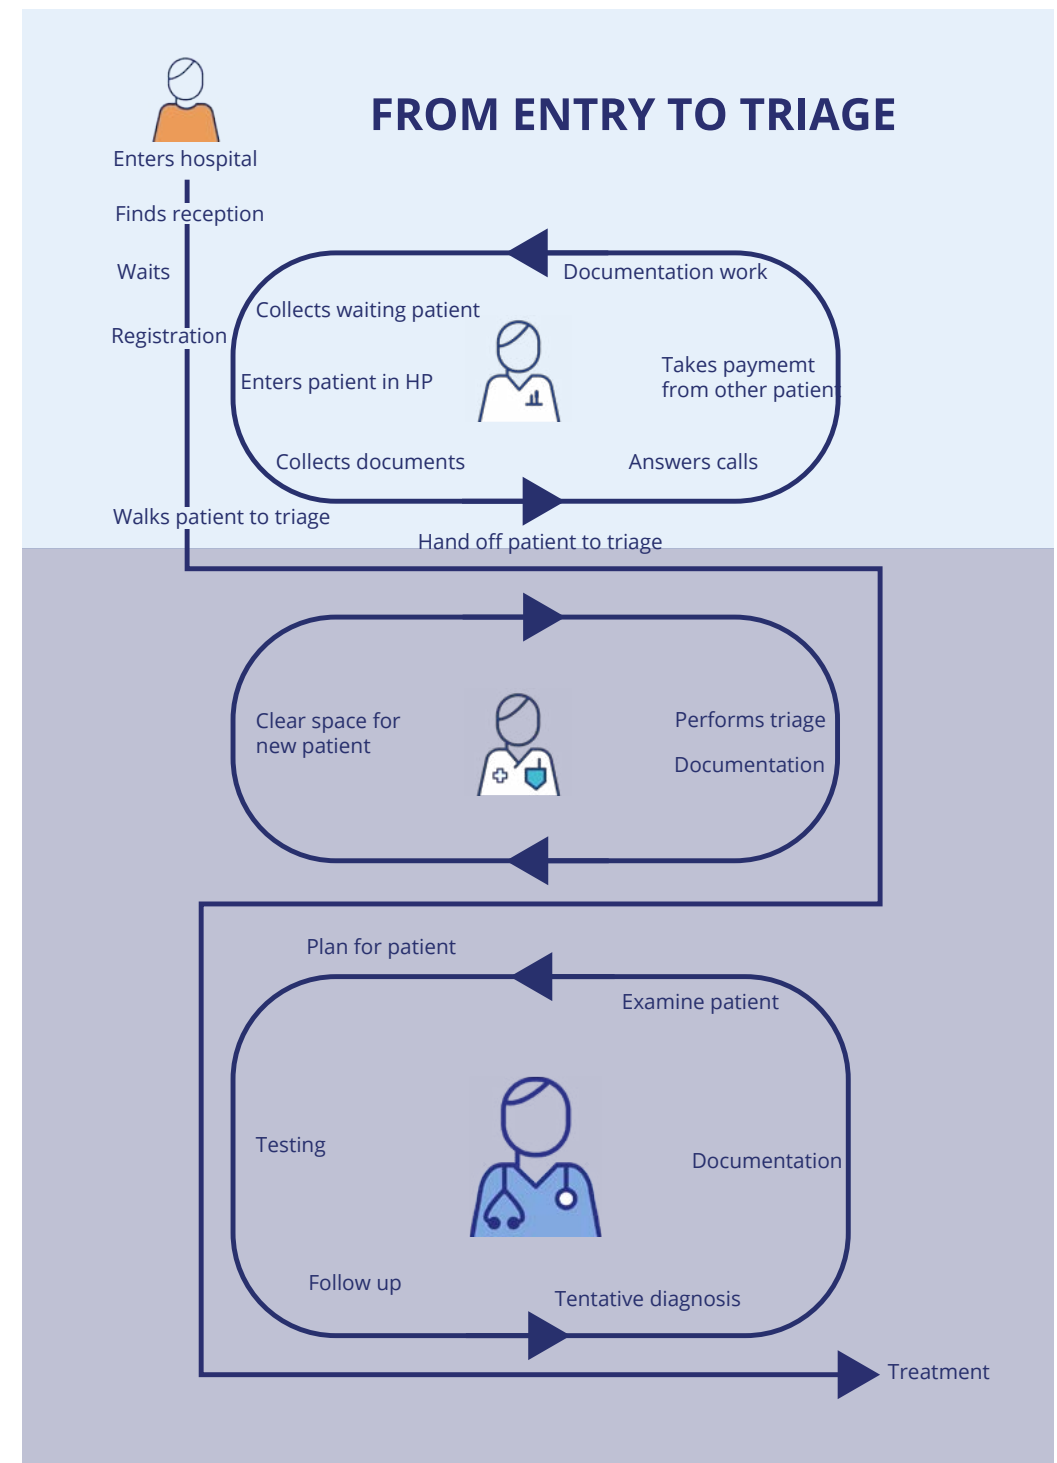 FROM ENTRY TO TRIAGE
Enters hospital
Finds reception
Waits
Registration
Documentation work
Collects waiting patient
Enters patient in HP
Takes paymemt
from other patient
Collects documents
Answers calls
Walks patient to triage
Hand off patient to triage
Clear space for
new patient
Performs triage
Documentation
Plan for patient
Examine patient
Testing
Documentation
Follow up
Tentative diagnosis
Treatment